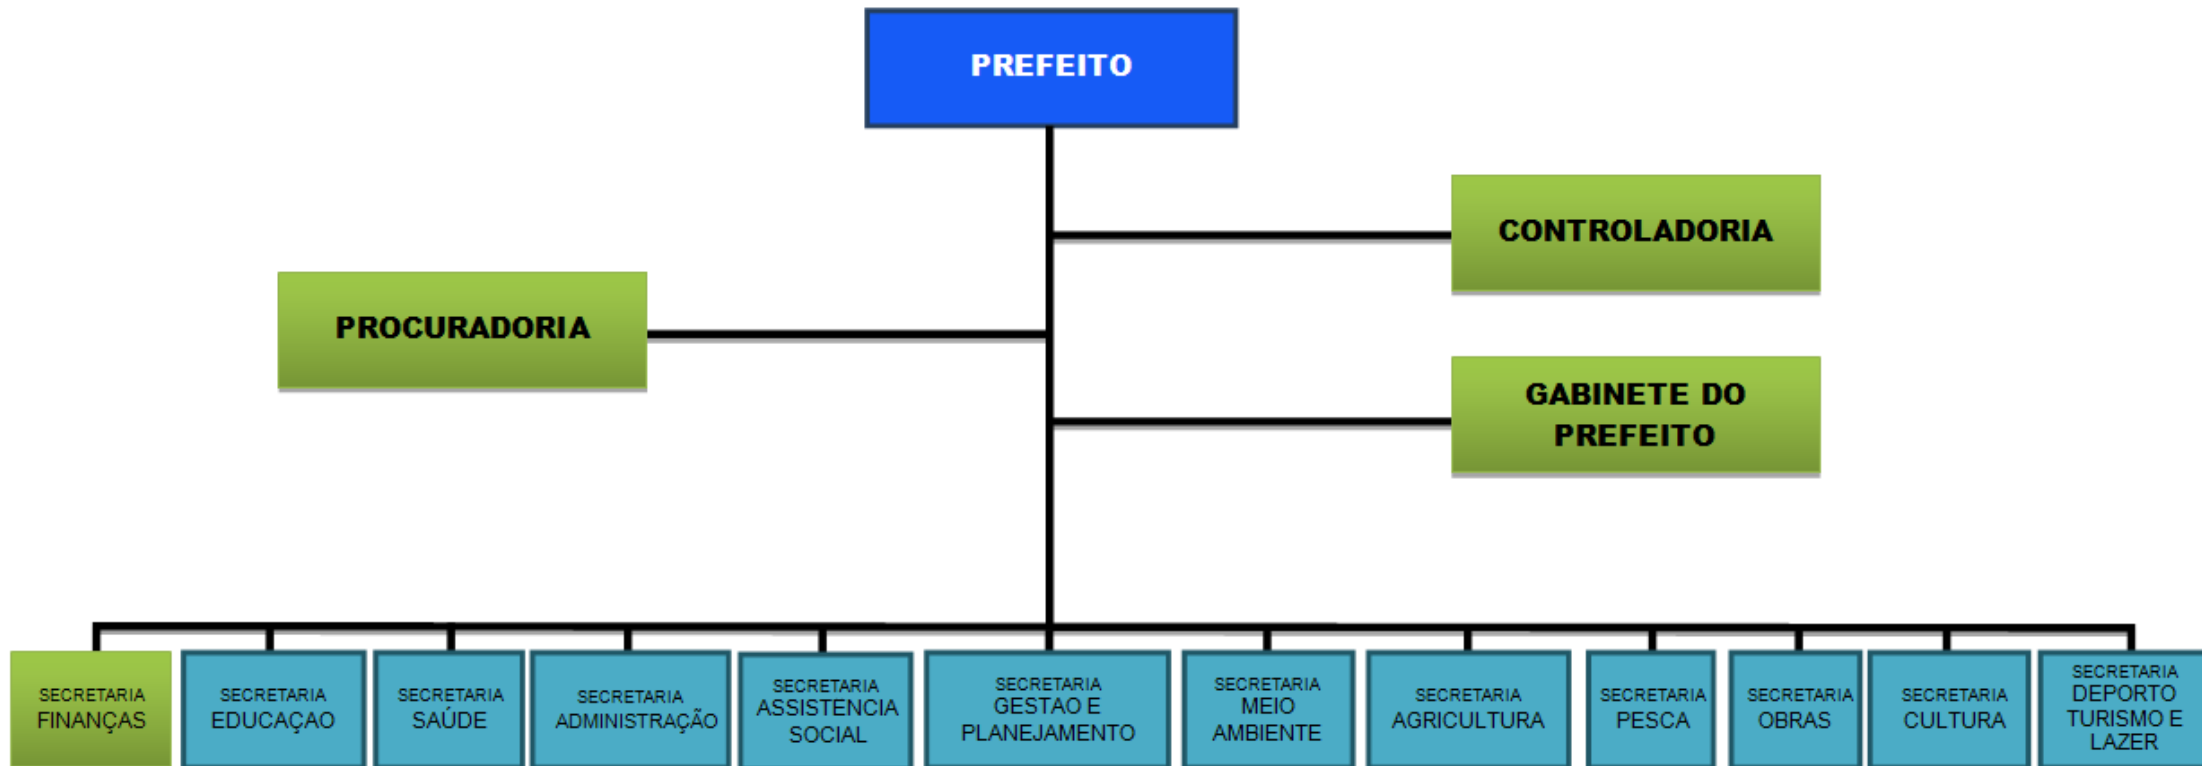 PREFEITO
CONTROLADORIA
PROCURADORIA
GABINETE DO
PREFEITO
SECRETARIA
FINANÇAS
SECRETARIA
EDUCAÇAO
SECRETARIA
SAÚDE
SECRETARIA
ADMINISTRAÇÃO
SECRETARIA
ASSISTENCIA
SOCIAL
SECRETARIA
GESTAO E
PLANEJAMENTO
SECRETARIA
MEIO
AMBIENTE
SECRETARIA
AGRICULTURA
SECRETARIA
PESCA
SECRETARIA
OBRAS
SECRETARIA
CULTURA
SECRETARIA
DEPORTO
TURISMO E
LAZER